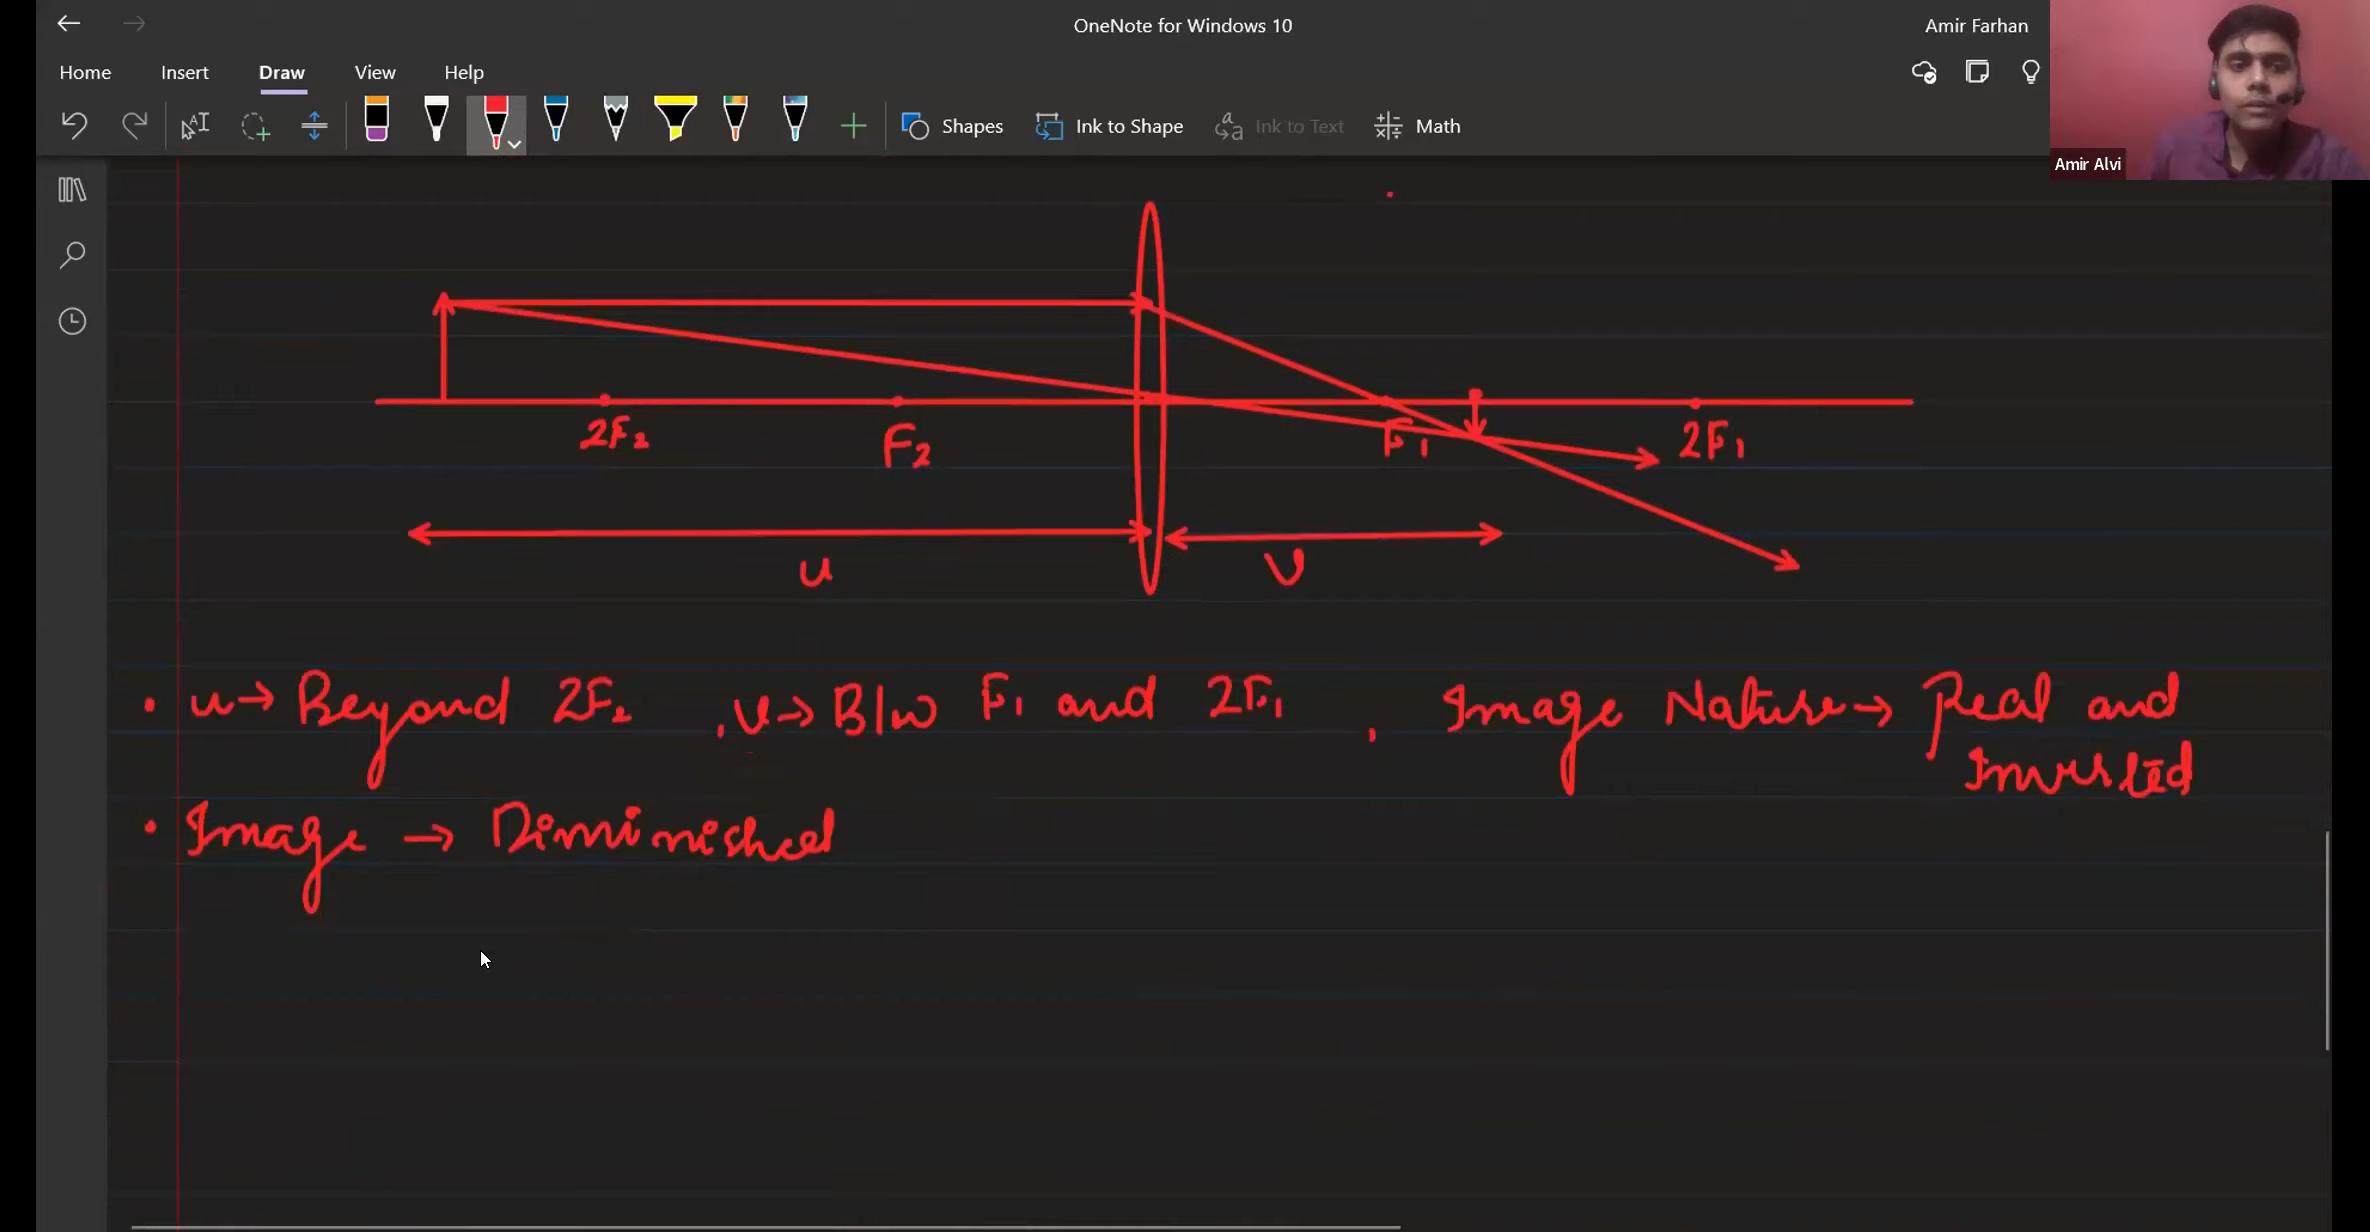 OneNote for Windows 10
Amir Farhan
Home Insert Draw View Help
Shapes Ink to Shape Ink to Text Math
Amir Alvi
2F₂ F₂ F₁ 2F₁
u v
• u→ Beyond 2F₂ . v→ B/w F₁ and 2F₁ . Image Nature→ Real and
Inverted
• Image → Diminished